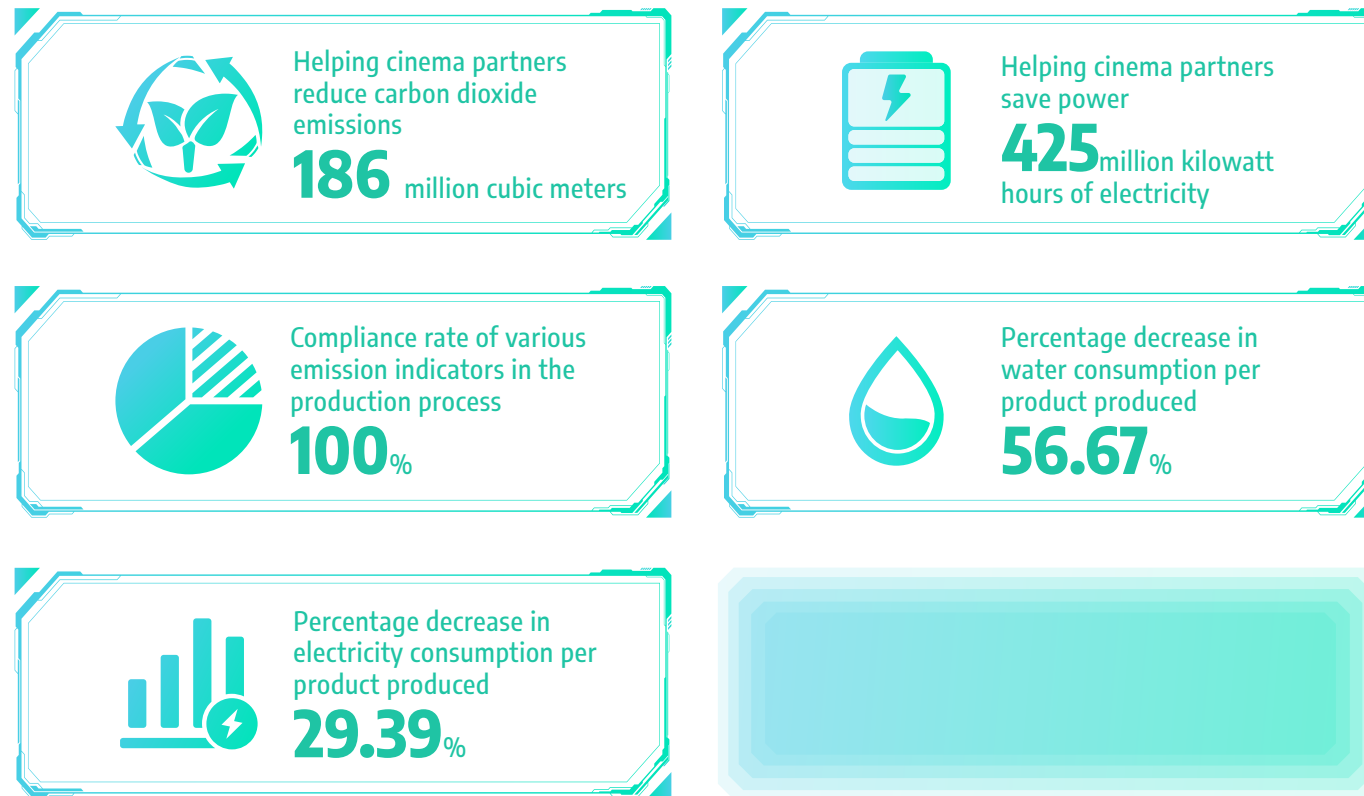 Helping cinema partners
reduce carbon dioxide
emissions
186 million cubic meters
Helping cinema partners
save power
425million kilowatt
hours of electricity
Compliance rate of various
emission indicators in the
production process
100%
Percentage decrease in
water consumption per
product produced
56.67%
Percentage decrease in
electricity consumption per
product produced
29.39%